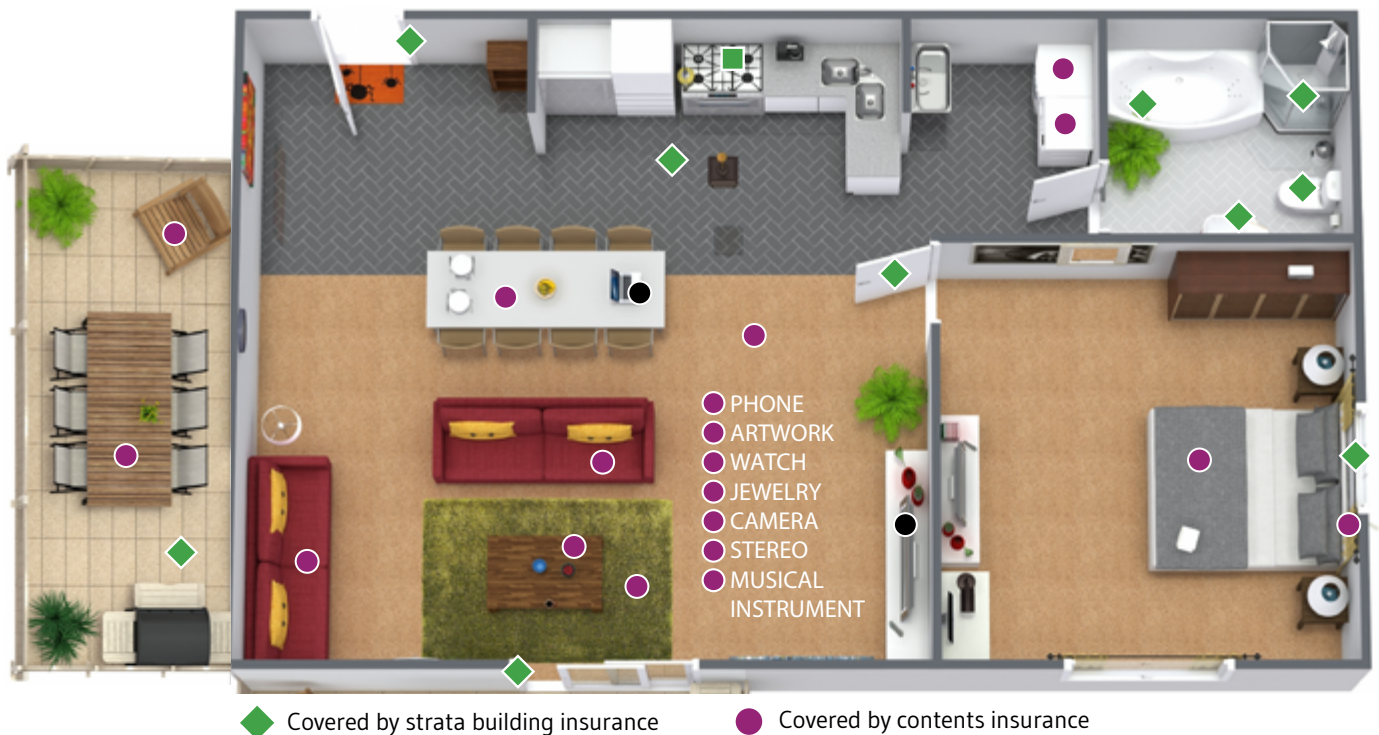 PHONE
ARTWORK
WATCH
JEWELRY
CAMERA
STEREO
MUSICAL
INSTRUMENT
Covered by strata building insurance
Covered by contents insurance